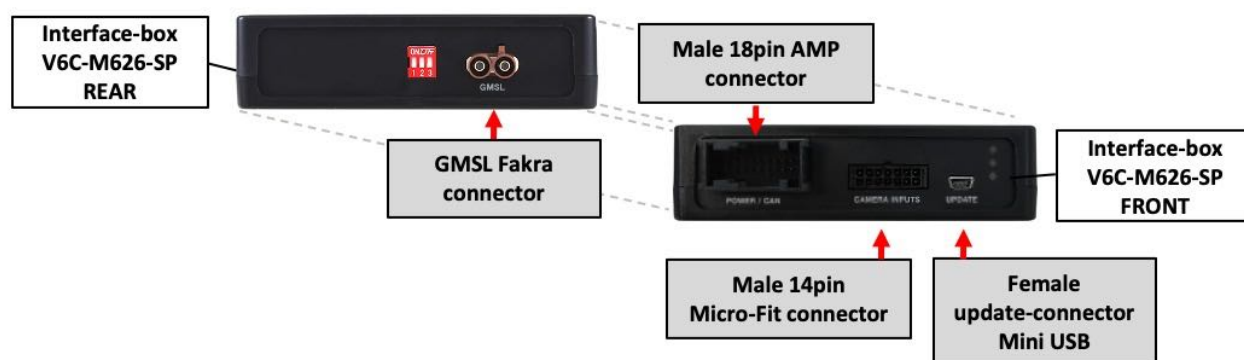 Interface-box
V6C-M626-SP
REAR
1 2 3
GMSL
Male 18pin AMP
connector
GMSL Fakra
connector
POWER / CAN
CAMERA INPUTS
UPDATE
Interface-box
V6C-M626-SP
FRONT
Male 14pin
Micro-Fit connector
Female
update-connector
Mini USB